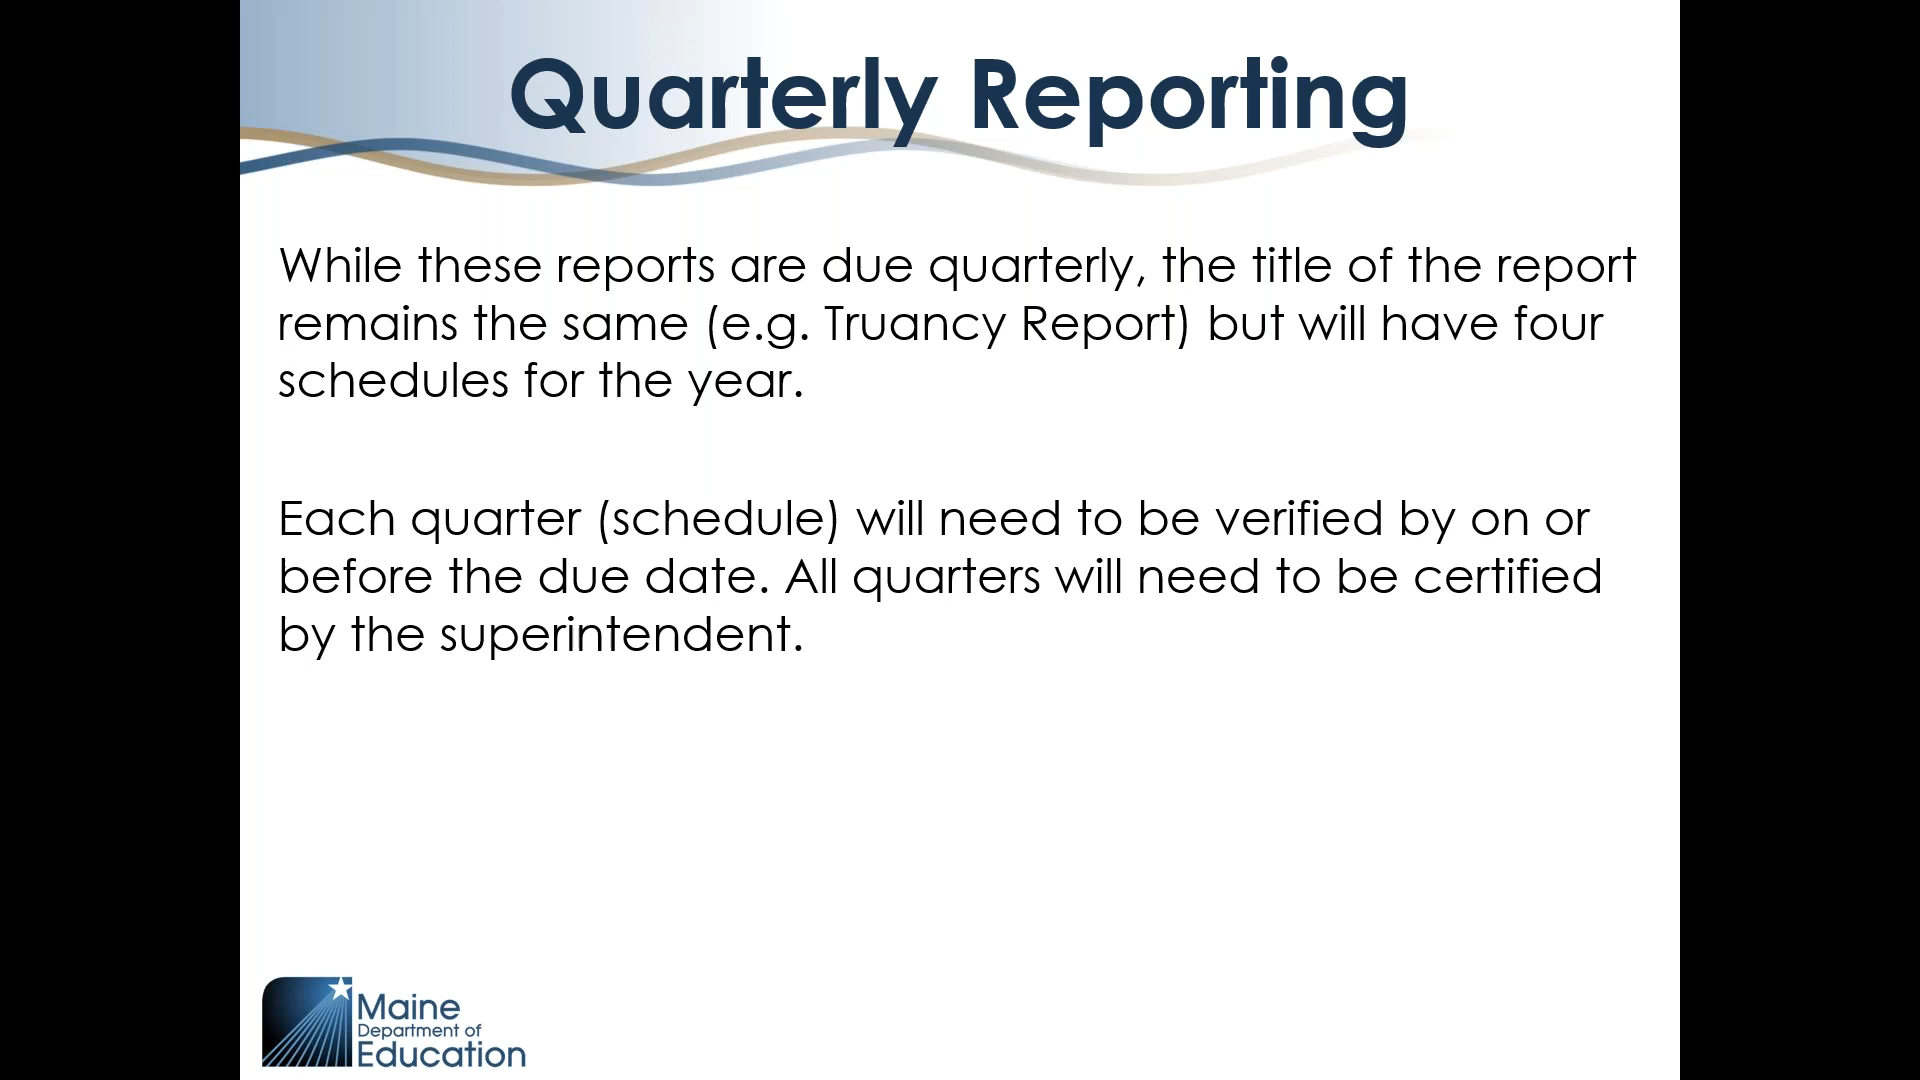 Quarterly Reporting
While these reports are due quarterly, the title of the report
remains the same (e.g. Truancy Report) but will have four
schedules for the year.
Each quarter (schedule) will need to be verified by on or
before the due date. All quarters will need to be certified
by the superintendent.
Maine
Department of
Education